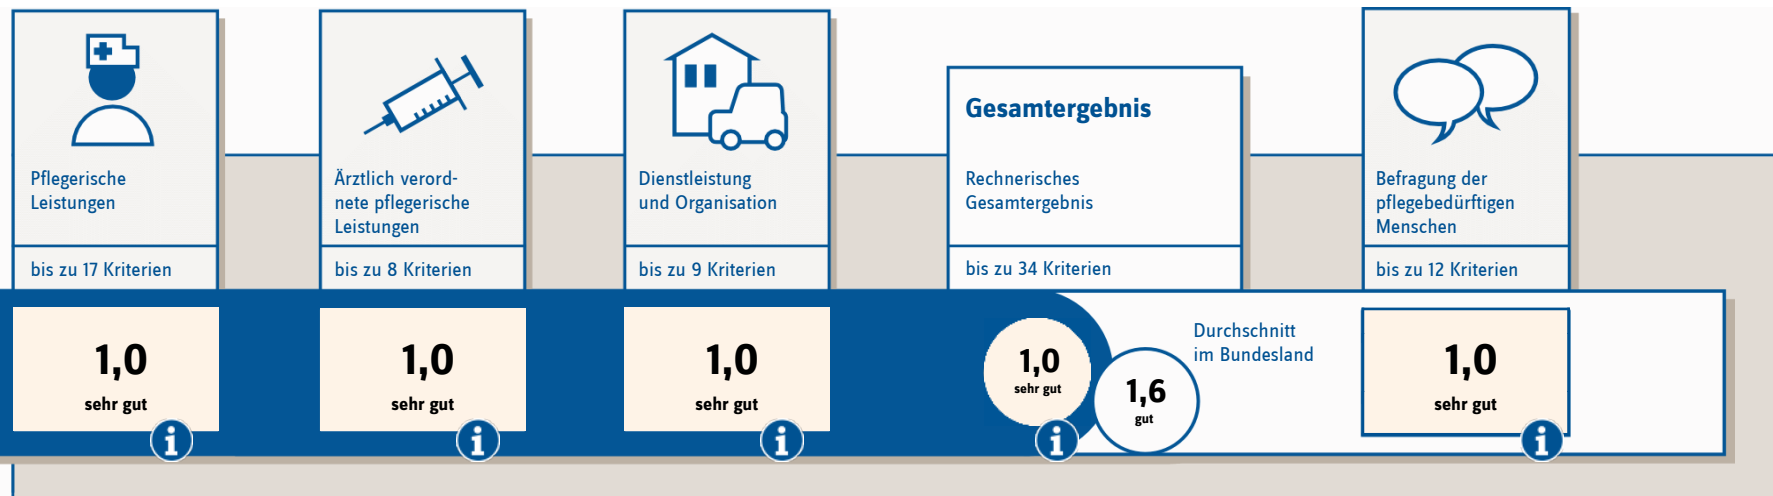 Pflegerische
Leistungen
bis zu 17 Kriterien
1,0
sehr gut
Ärztlich verord-
nete pflegerische
Leistungen
bis zu 8 Kriterien
1,0
sehr gut
Dienstleistung
und Organisation
bis zu 9 Kriterien
1,0
sehr gut
Gesamtergebnis
Rechnerisches
Gesamtergebnis
bis zu 34 Kriterien
1,0
sehr gut
1,6
gut
Durchschnitt
im Bundesland
Befragung der
pflegebedürftigen
Menschen
bis zu 12 Kriterien
1,0
sehr gut